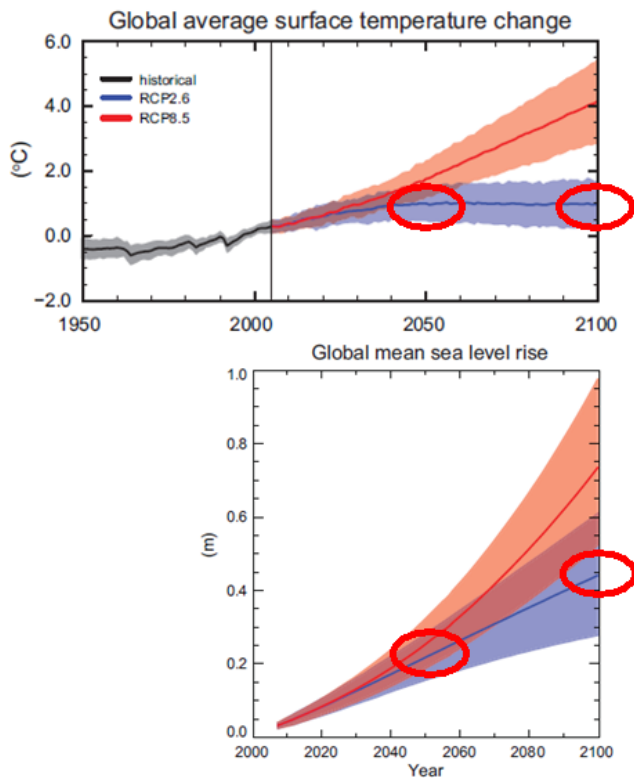 Global average surface temperature change
6.0
4.0
2.0
0.0
−2.0
(°C)
historical
RCP2.6
RCP8.5
1950
2000
2050
2100
Global mean sea level rise
1.0
0.8
0.6
0.4
0.2
0.0
(m)
2000
2020
2040
2060
2080
2100
Year